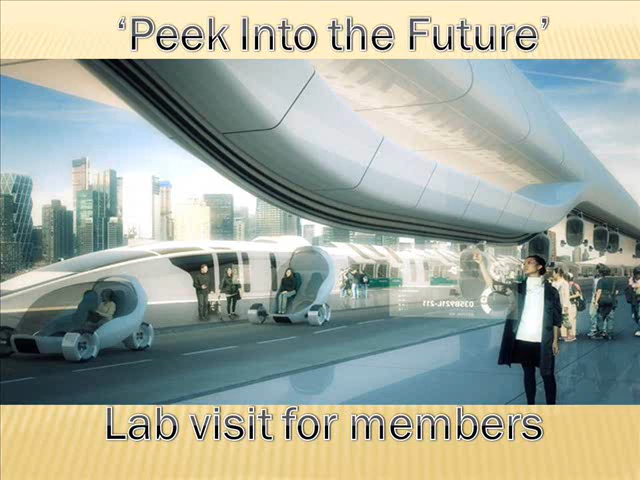 ‘Peek Into the Future’
Lab visit for members